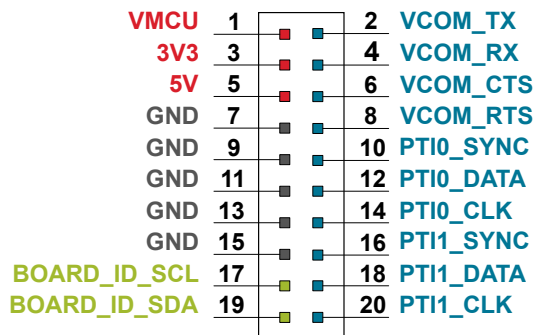 VMCU 1 2 VCOM_TX
3V3 3 4 VCOM_RX
5V 5 6 VCOM_CTS
GND 7 8 VCOM_RTS
GND 9 10 PTI0_SYNC
GND 11 12 PTI0_DATA
GND 13 14 PTI0_CLK
GND 15 16 PTI1_SYNC
BOARD_ID_SCL 17 18 PTI1_DATA
BOARD_ID_SDA 19 20 PTI1_CLK